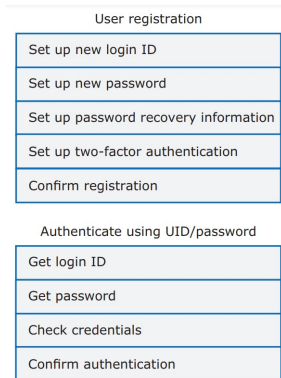 User registration
Set up new login ID
Set up new password
Set up password recovery information
Set up two-factor authentication
Confirm registration
Authenticate using UID/password
Get login ID
Get password
Check credentials
Confirm authentication